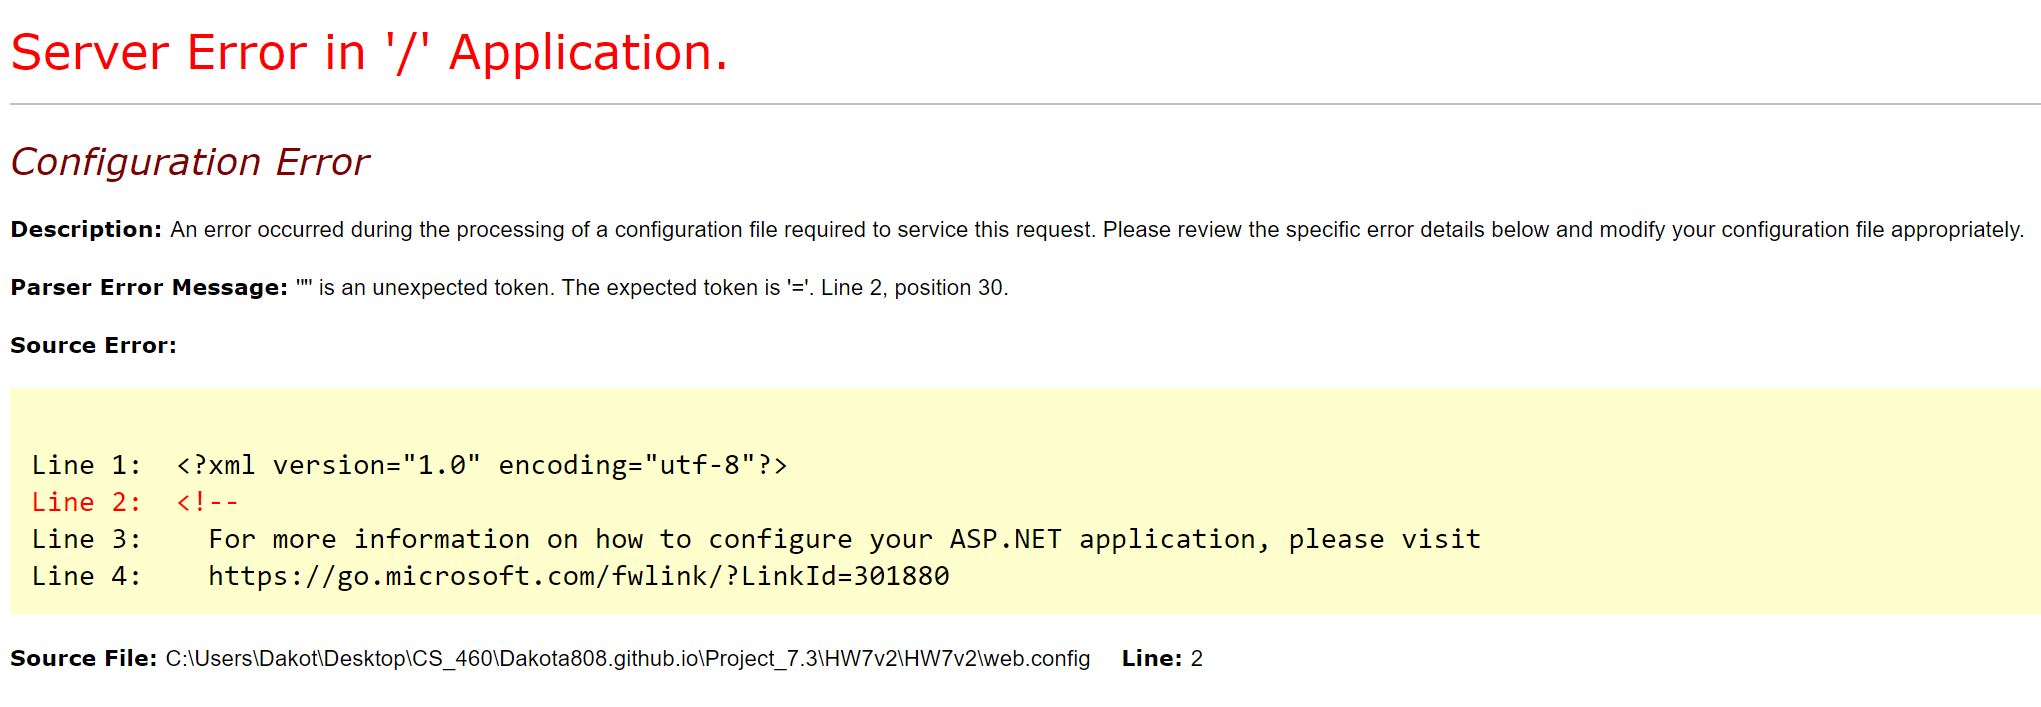 Server Error in '/' Application.
Configuration Error
Description: An error occurred during the processing of a configuration file required to service this request. Please review the specific error details below and modify your configuration file appropriately.
Parser Error Message: '"' is an unexpected token. The expected token is '='. Line 2, position 30.
Source Error:
Line 1:  <?xml version="1.0" encoding="utf-8"?>
Line 2:  <!--
Line 3:    For more information on how to configure your ASP.NET application, please visit
Line 4:    https://go.microsoft.com/fwlink/?LinkId=301880
Source File: C:\Users\Dakot\Desktop\CS_460\Dakota808.github.io\Project_7.3\HW7v2\HW7v2\web.config    Line: 2